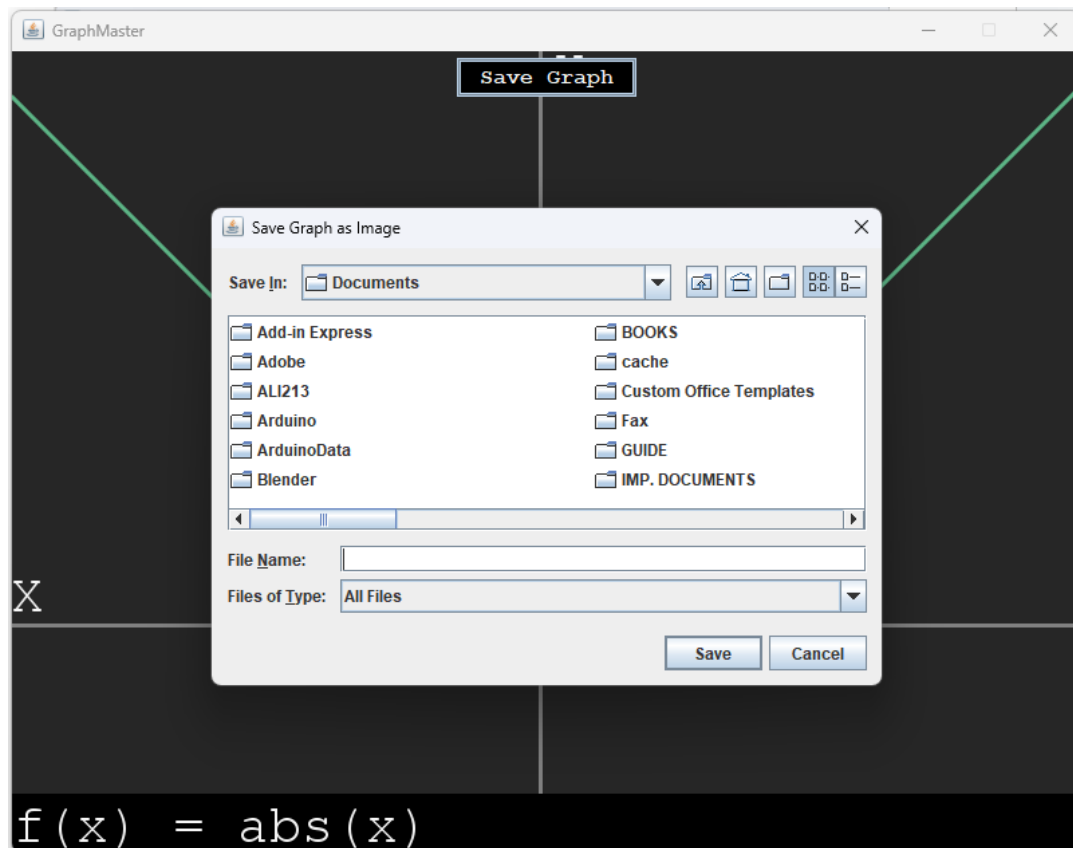 GraphMaster
Save Graph
Save Graph as Image
Save In: Documents
Add-in Express
Adobe
ALI213
Arduino
ArduinoData
Blender
BOOKS
cache
Custom Office Templates
Fax
GUIDE
IMP. DOCUMENTS
File Name:
Files of Type: All Files
Save Cancel
X
f(x) = abs(x)